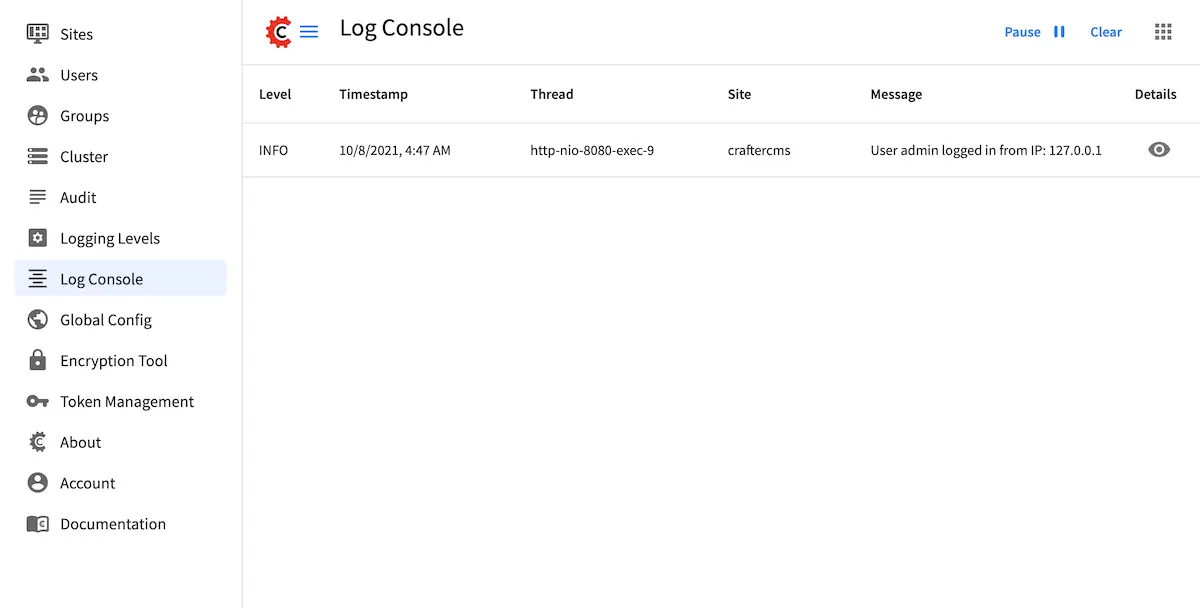 Sites
Users
Groups
Cluster
Audit
Logging Levels
Log Console
Global Config
Encryption Tool
Token Management
About
Account
Documentation
C Log Console Pause Clear
Level Timestamp Thread Site Message Details
INFO 10/8/2021, 4:47 AM http-nio-8080-exec-9 craftercms User admin logged in from IP: 127.0.0.1